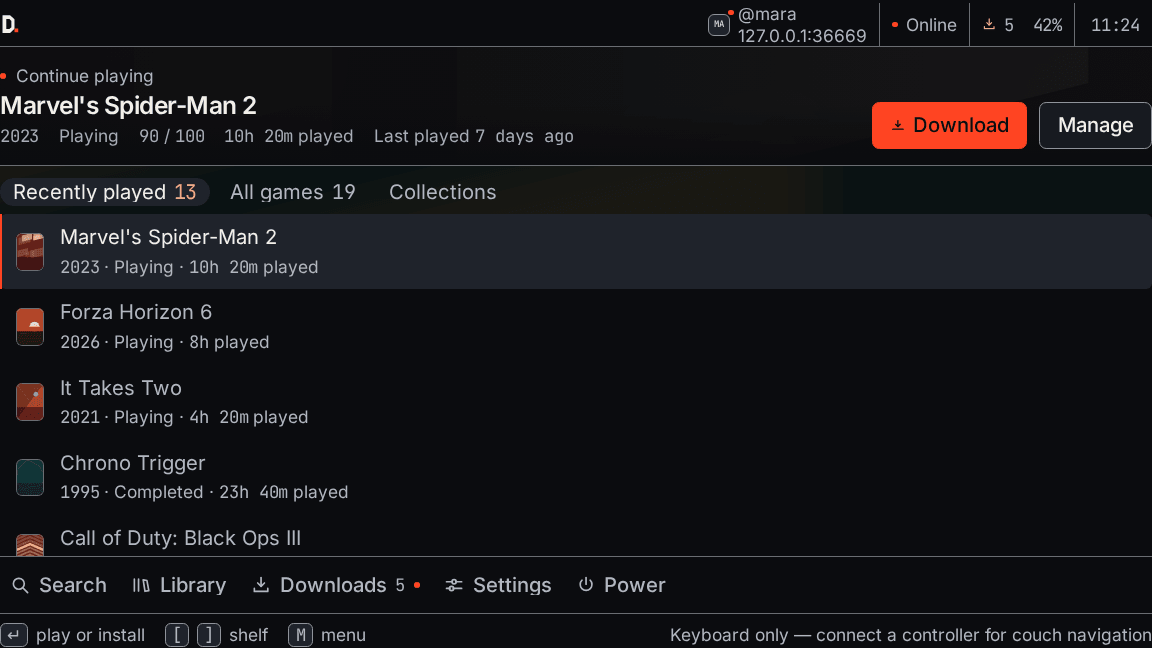 D.
MA
@mara
127.0.0.1:36669
Online
5
42%
11:24
Continue playing
Marvel's Spider-Man 2
2023 Playing 90 / 100 10h 20m played Last played 7 days ago
Download
Manage
Recently played 13 All games 19 Collections
Marvel's Spider-Man 2
2023 · Playing · 10h 20m played
Forza Horizon 6
2026 · Playing · 8h played
It Takes Two
2021 · Playing · 4h 20m played
Chrono Trigger
1995 · Completed · 23h 40m played
Call of Duty: Black Ops III
Search Library Downloads 5 Settings Power
↵ play or install [ ] shelf M menu
Keyboard only — connect a controller for couch navigation